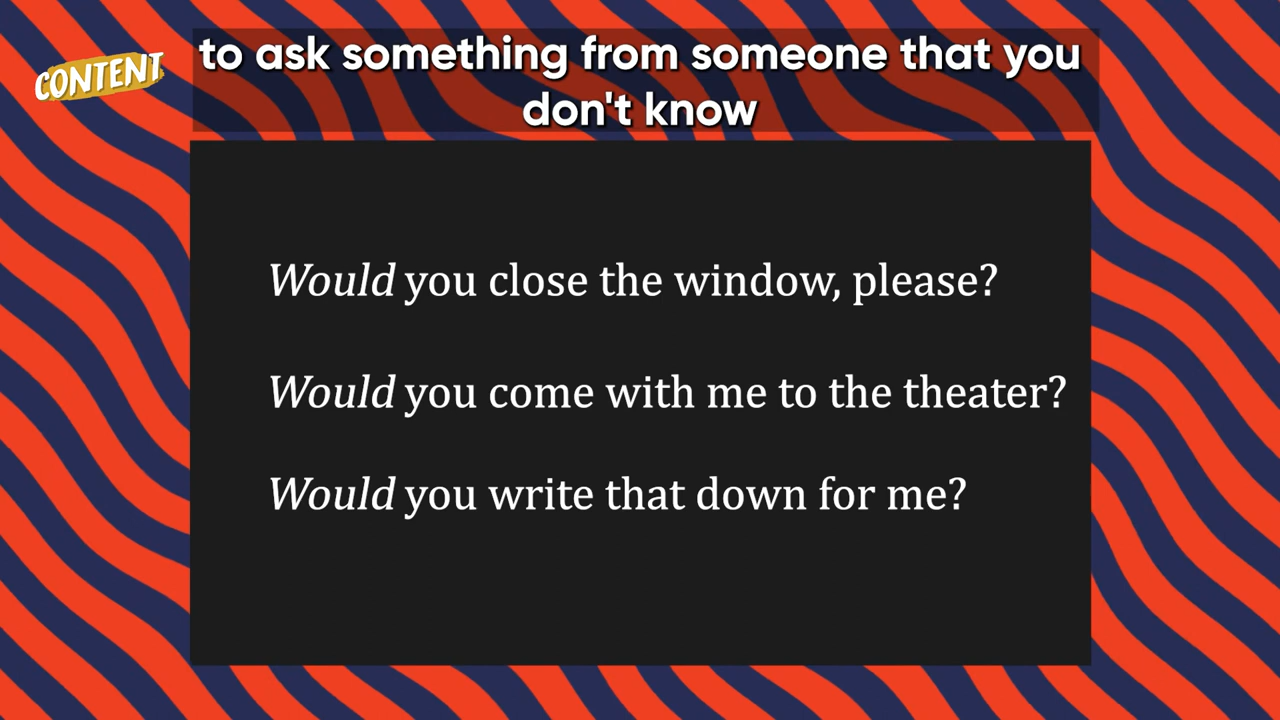 CONTENT
to ask something from someone that you
don't know
Would you close the window, please?
Would you come with me to the theater?
Would you write that down for me?